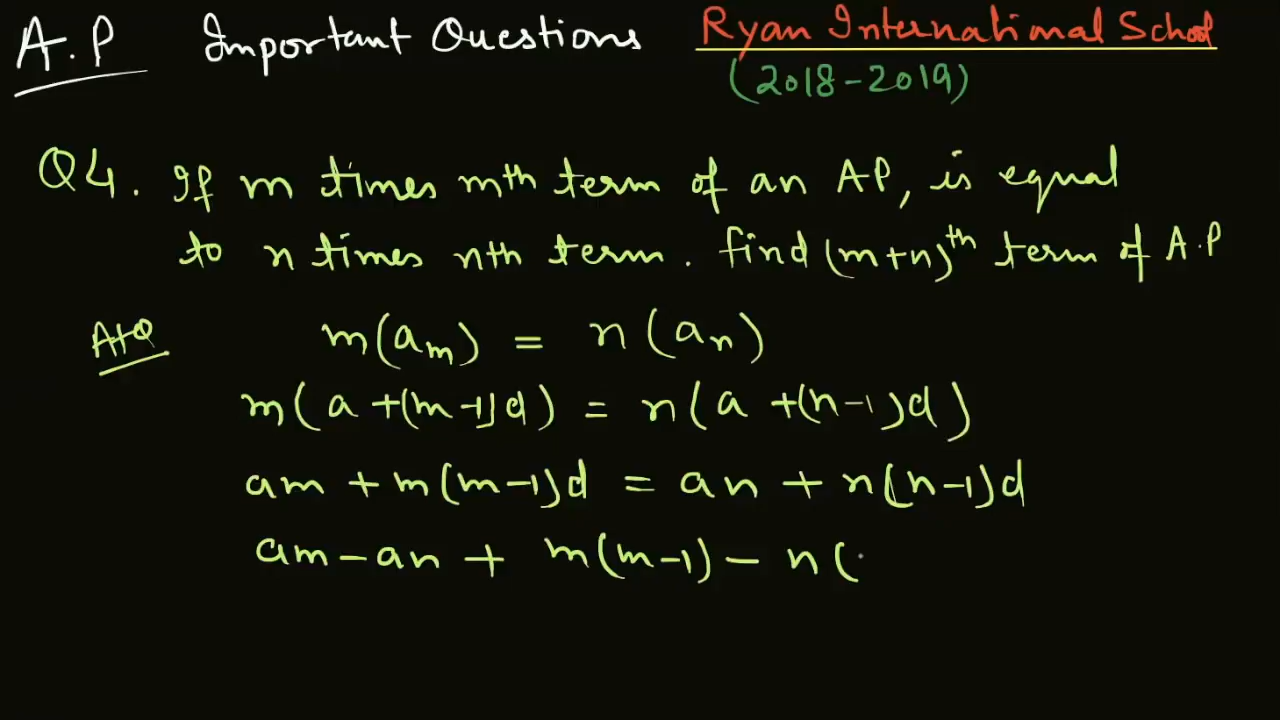 A.P Important Questions Ryan International School
(2018-2019)
Q4. If m times mth term of an AP, is equal
to n times nth term. find (m+n)th term of A.P
ATQ m(am) = n(an)
m(a+(m-1)d) = n(a+(n-1)d)
am + m(m-1)d = an + n(n-1)d
am - an + m(m-1) - n(